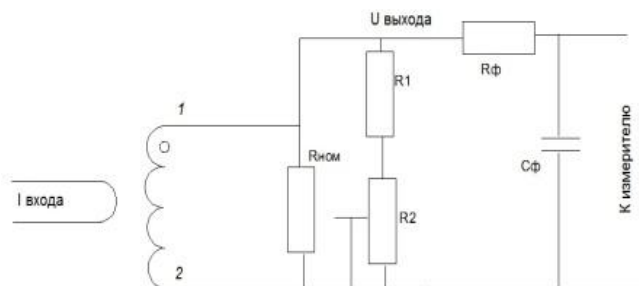 U выхода
Rф
R1
1
Rном
Cф
I входа
R2
2
К измерителю